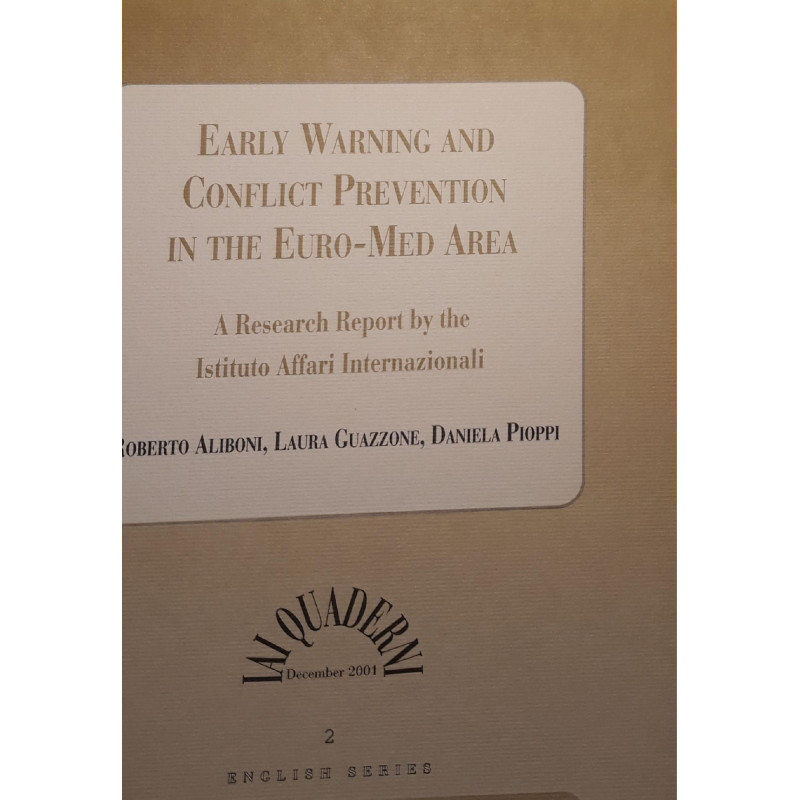 EARLY WARNING AND
CONFLICT PREVENTION
IN THE EURO-MED AREA
A Research Report by the
Istituto Affari Internazionali
ROBERTO ALIBONI, LAURA GUAZZONE, DANIELA PIOPPI
IAI QUADERNI
December 2001
2
ENGLISH SERIES